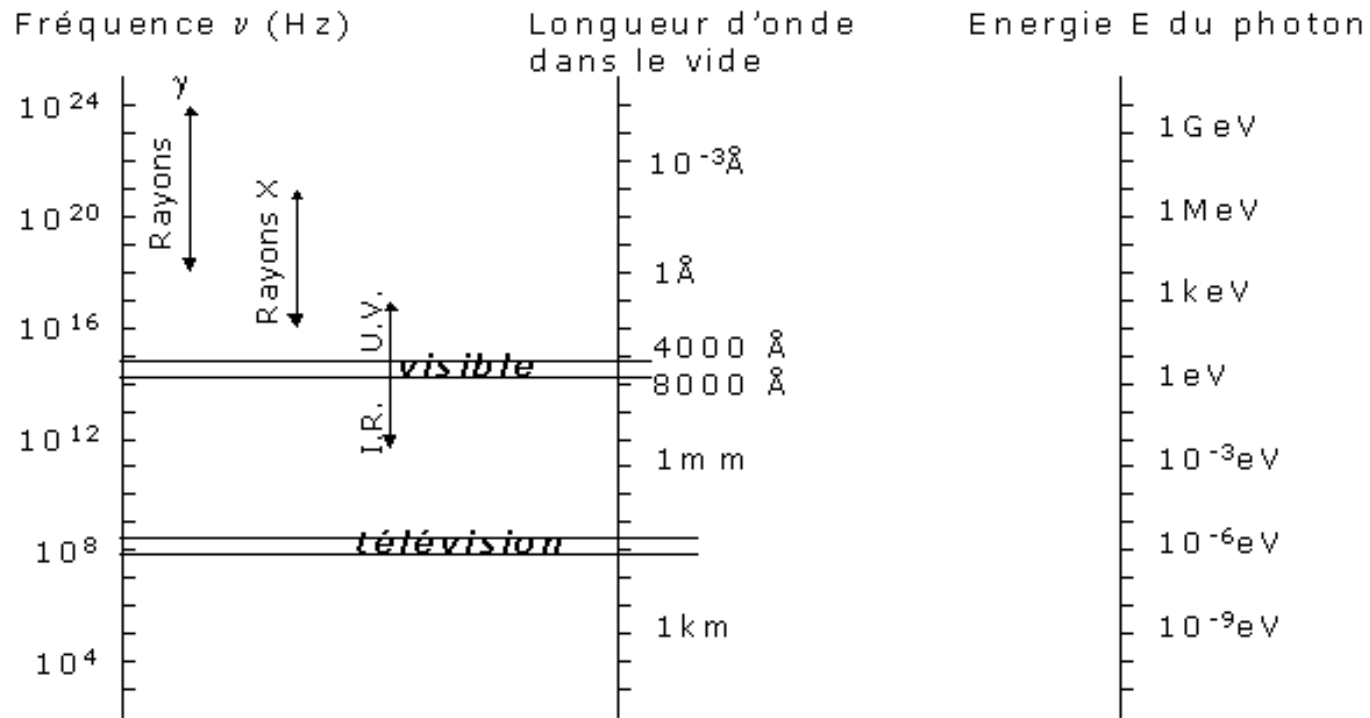 Fréquence ν (Hz)
Longueur d'onde
dans le vide
Energie E du photon
10²⁴
10²⁰
10¹⁶
10¹²
10⁸
10⁴
Rayons γ
Rayons X
U.V.
I.R.
visible
télévision
10⁻³Å
1Å
4000 Å
8000 Å
1mm
1km
1GeV
1MeV
1keV
1eV
10⁻³eV
10⁻⁶eV
10⁻⁹eV